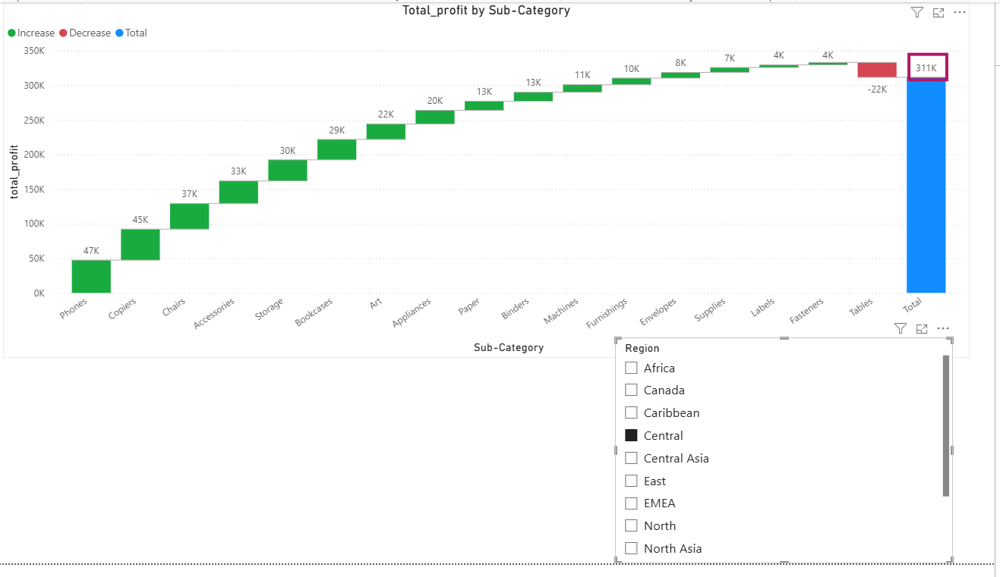 Total_profit by Sub-Category
Increase Decrease Total
350K
300K
250K
200K
150K
100K
50K
0K
total_profit
47K
45K
37K
33K
30K
29K
22K
20K
13K
13K
11K
10K
8K
7K
4K
4K
-22K
311K
Phones
Copiers
Chairs
Accessories
Storage
Bookcases
Art
Appliances
Paper
Binders
Machines
Furnishings
Envelopes
Supplies
Labels
Fasteners
Tables
Total
Sub-Category
Region
Africa
Canada
Caribbean
Central
Central Asia
East
EMEA
North
North Asia